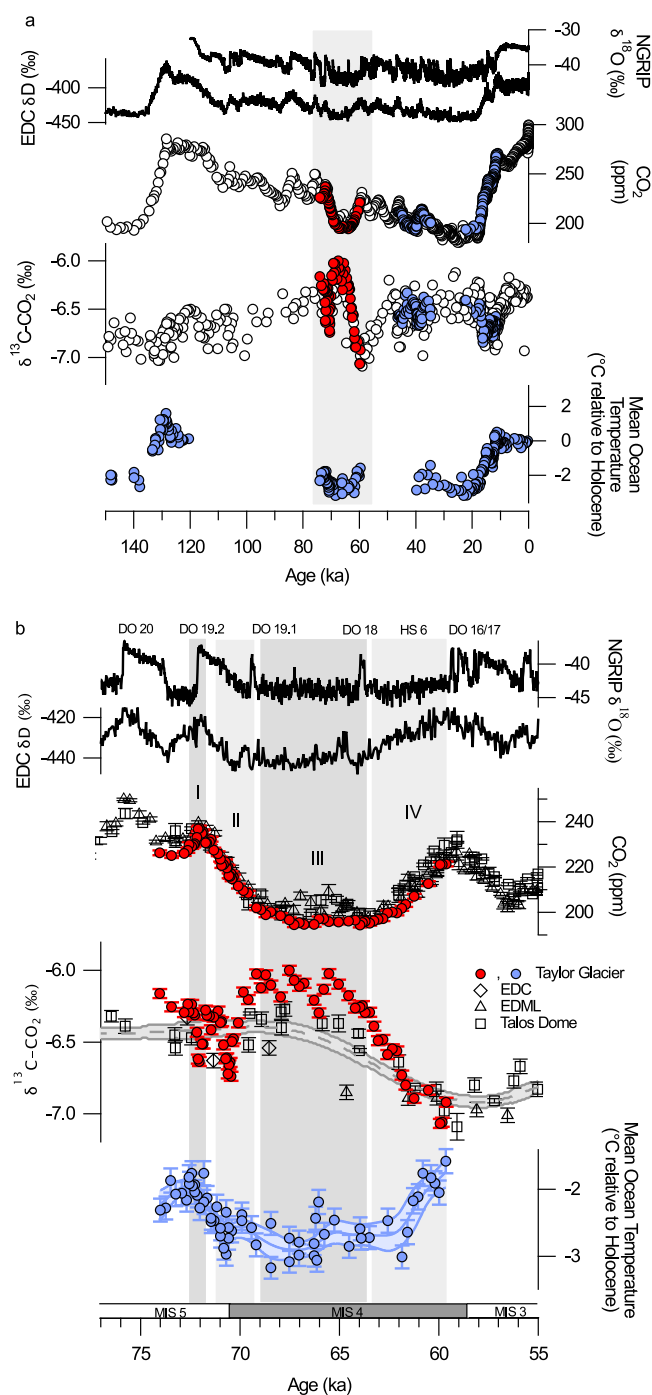 a
-30
-40
NGRIP
δ18O (‰)
EDC δD (‰)
-400
-450
300
250
200
CO2
(ppm)
-6.0
-6.5
-7.0
δ13C-CO2 (‰)
2
0
-2
Mean Ocean
Temperature
(°C relative to Holocene)
140 120 100 80 60 40 20 0
Age (ka)
b
DO 20 DO 19.2 DO 19.1 DO 18 HS 6 DO 16/17
-40
-45
NGRIP δ18O (‰)
-420
-440
EDC δD (‰)
I
II
III
IV
240
220
200
CO2
(ppm)
-6.0
-6.5
-7.0
δ13C-CO2 (‰)
, Taylor Glacier
EDC
EDML
Talos Dome
-2
-3
Mean Ocean Temperature
(°C relative to Holocene)
MIS 5 MIS 4 MIS 3
75 70 65 60 55
Age (ka)